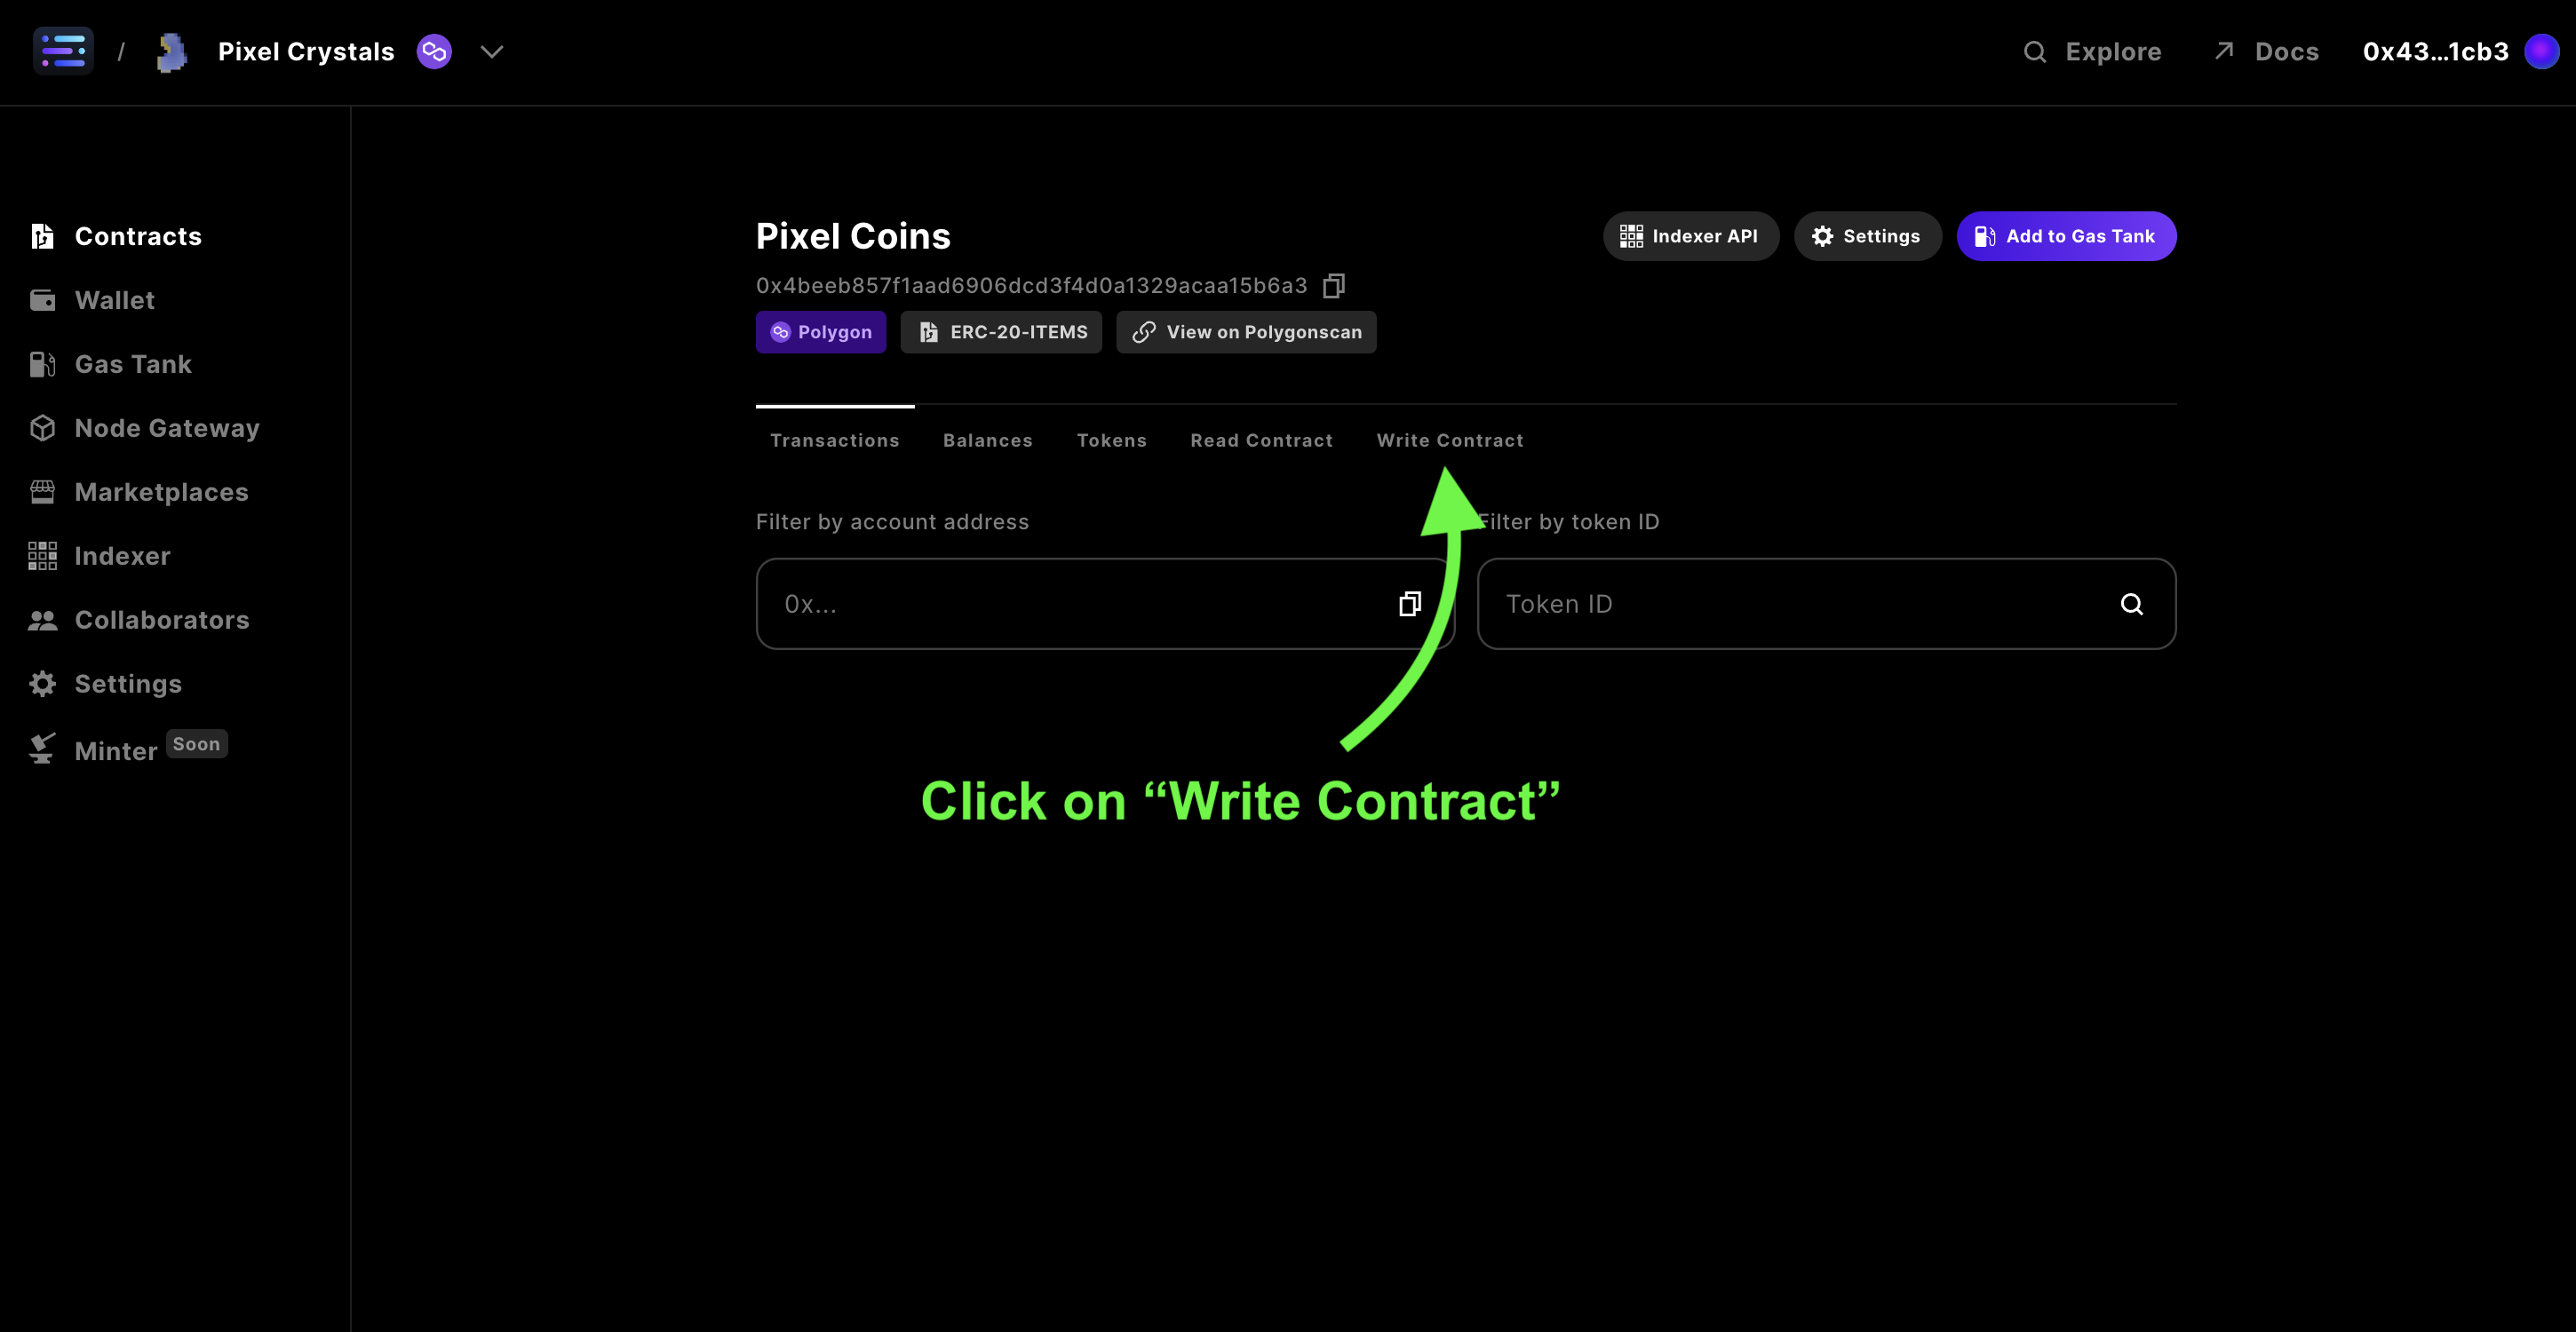 / Pixel Crystals
Explore
Docs
0x43...1cb3
Contracts
Wallet
Gas Tank
Node Gateway
Marketplaces
Indexer
Collaborators
Settings
Minter Soon
Pixel Coins
Indexer API
Settings
Add to Gas Tank
0x4beeb857f1aad6906dcd3f4d0a1329acaa15b6a3
Polygon
ERC-20-ITEMS
View on Polygonscan
Transactions
Balances
Tokens
Read Contract
Write Contract
Filter by account address
Filter by token ID
0x...
Token ID
Click on “Write Contract”